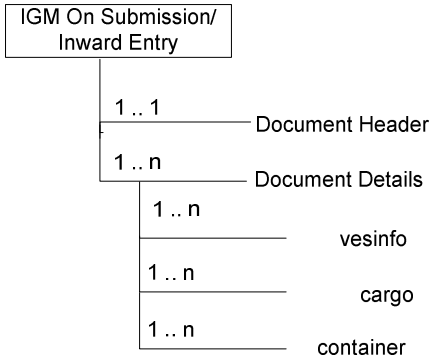 IGM On Submission/
Inward Entry
1 .. 1
Document Header
1 .. n
Document Details
1 .. n
vesinfo
1 .. n
cargo
1 .. n
container